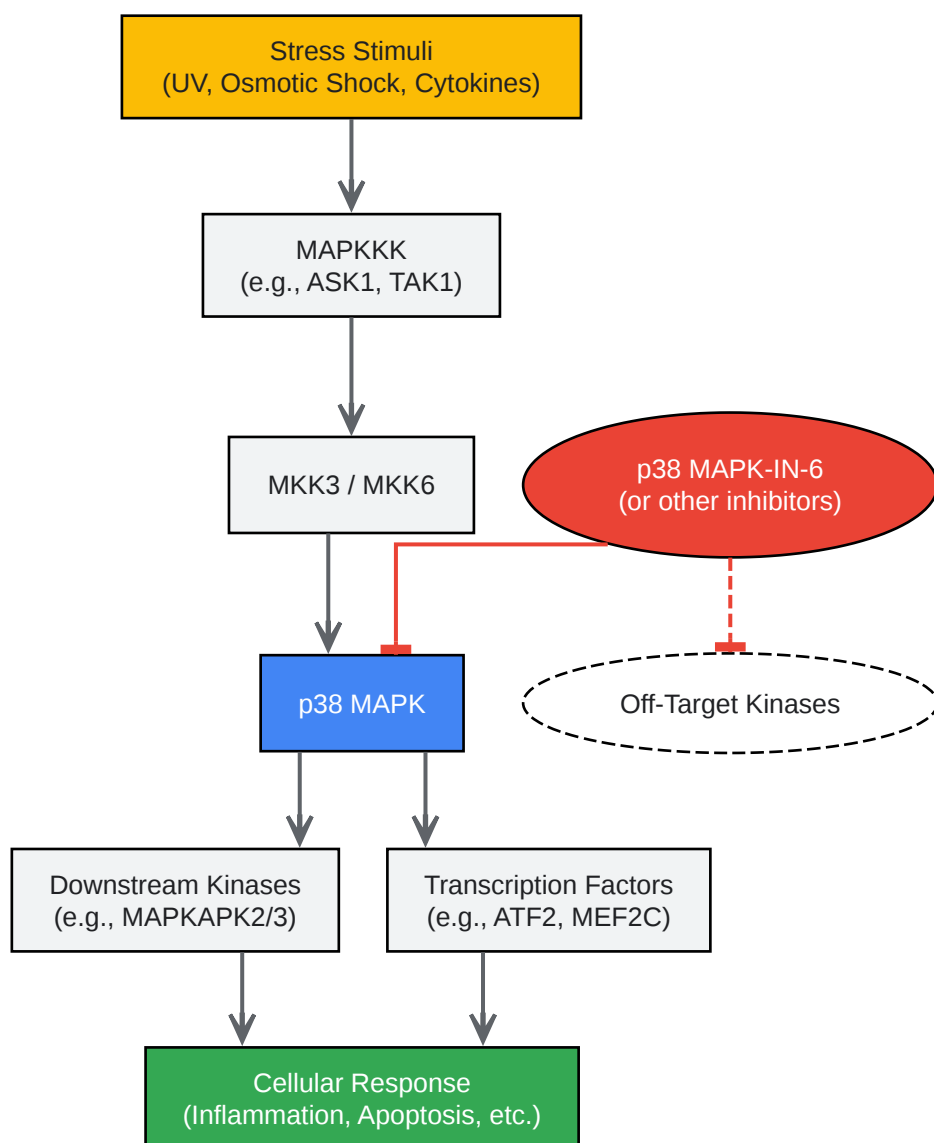 Stress Stimuli
(UV, Osmotic Shock, Cytokines)
MAPKKK
(e.g., ASK1, TAK1)
MKK3 / MKK6
p38 MAPK-IN-6
(or other inhibitors)
p38 MAPK
Off-Target Kinases
Downstream Kinases
(e.g., MAPKAPK2/3)
Transcription Factors
(e.g., ATF2, MEF2C)
Cellular Response
(Inflammation, Apoptosis, etc.)